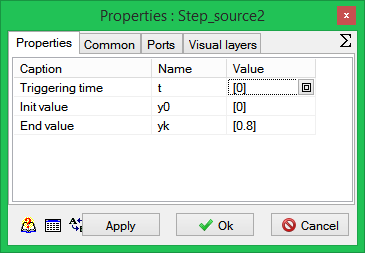 Properties : Step_source2
x
Properties Common Ports Visual layers Σ
Caption Name Value
Triggering time t [0]
Init value y0 [0]
End value yk [0.8]
Apply Ok Cancel